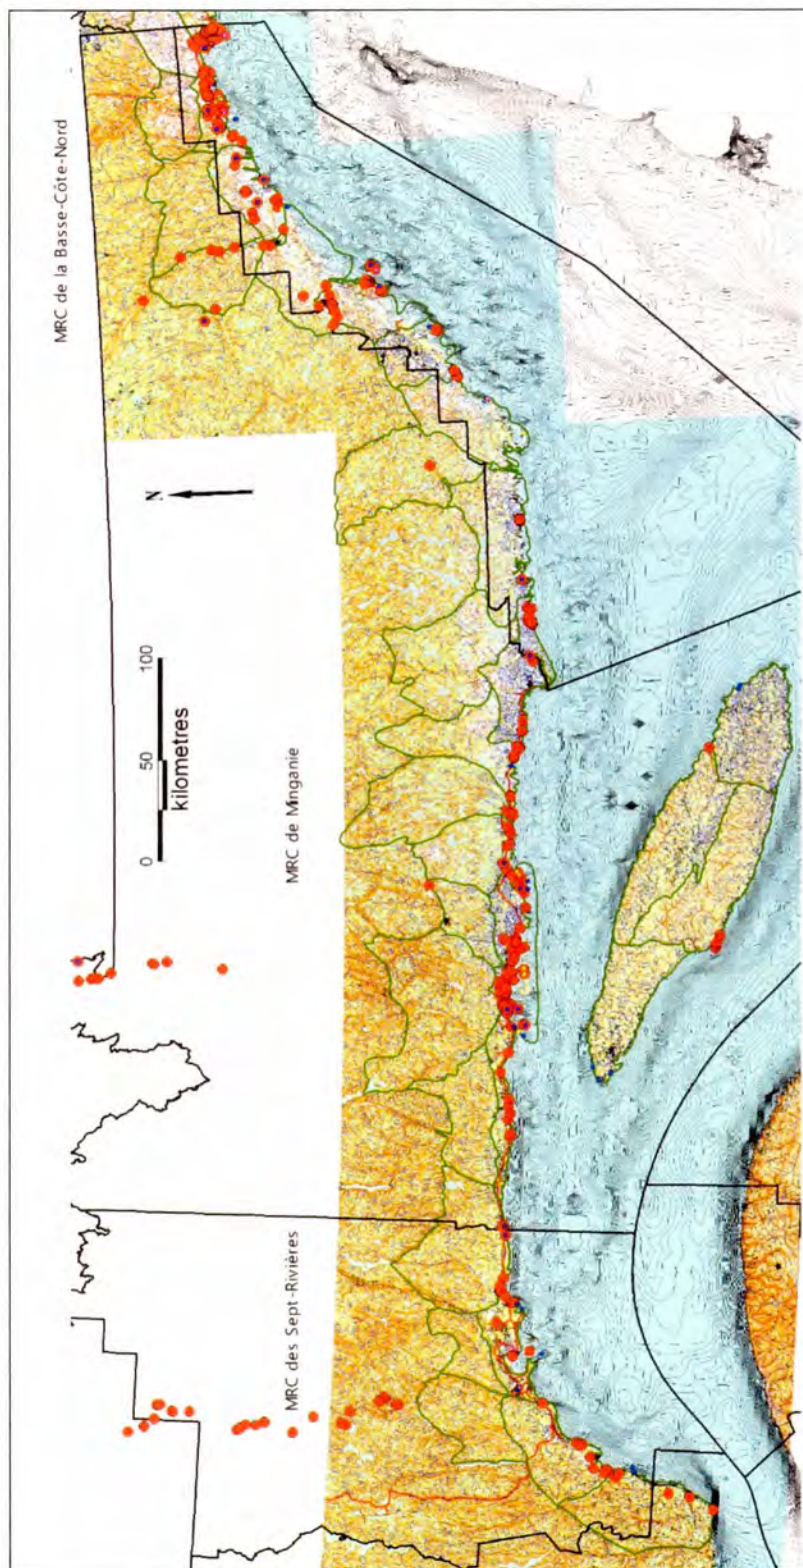 MRC de la Basse-Côte-Nord
N
0 50 100
kilometres
MRC de Minganie
MRC des Sept-Rivières